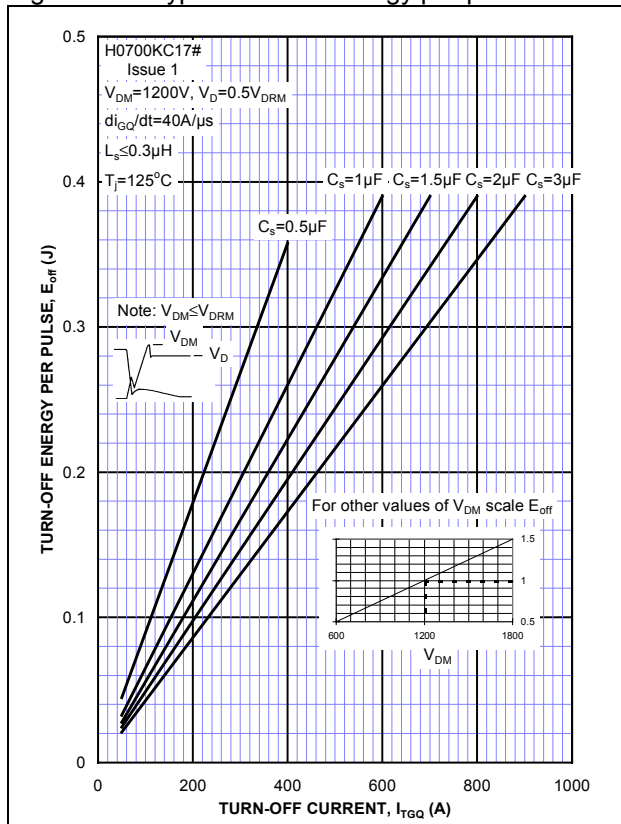 H0700KC17#
Issue 1
V_DM=1200V, V_D=0.5V_DRM
di_GQ/dt=40A/µs
L_s≤0.3µH
T_j=125°C
C_s=0.5µF
C_s=1µF
C_s=1.5µF
C_s=2µF
C_s=3µF
Note: V_DM≤V_DRM
V_DM
V_D
For other values of V_DM scale E_off
1.5
1
0.5
600 1200 1800
V_DM
0.5
0.4
0.3
0.2
0.1
0
TURN-OFF ENERGY PER PULSE, E_off (J)
0 200 400 600 800 1000
TURN-OFF CURRENT, I_TGQ (A)